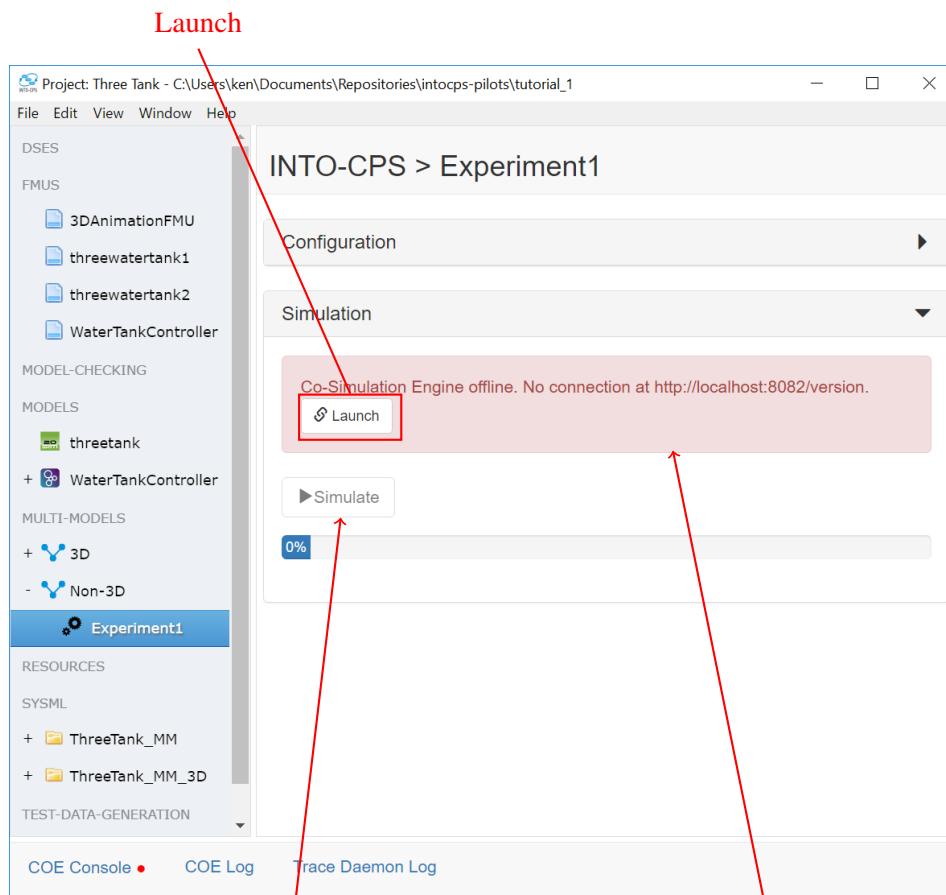 Launch
Project: Three Tank - C:\Users\ken\Documents\Repositories\intocps-pilots\tutorial_1
File Edit View Window Help
DSES
FMUS
3DAnimationFMU
threewatertank1
threewatertank2
WaterTankController
MODEL-CHECKING
MODELS
threetank
+ WaterTankController
MULTI-MODELS
+ 3D
- Non-3D
Experiment1
RESOURCES
SYSML
+ ThreeTank_MM
+ ThreeTank_MM_3D
TEST-DATA-GENERATION
INTO-CPS > Experiment1
Configuration
Simulation
Co-Simulation Engine offline. No connection at http://localhost:8082/version.
Launch
Simulate
0%
COE Console COE Log Trace Daemon Log